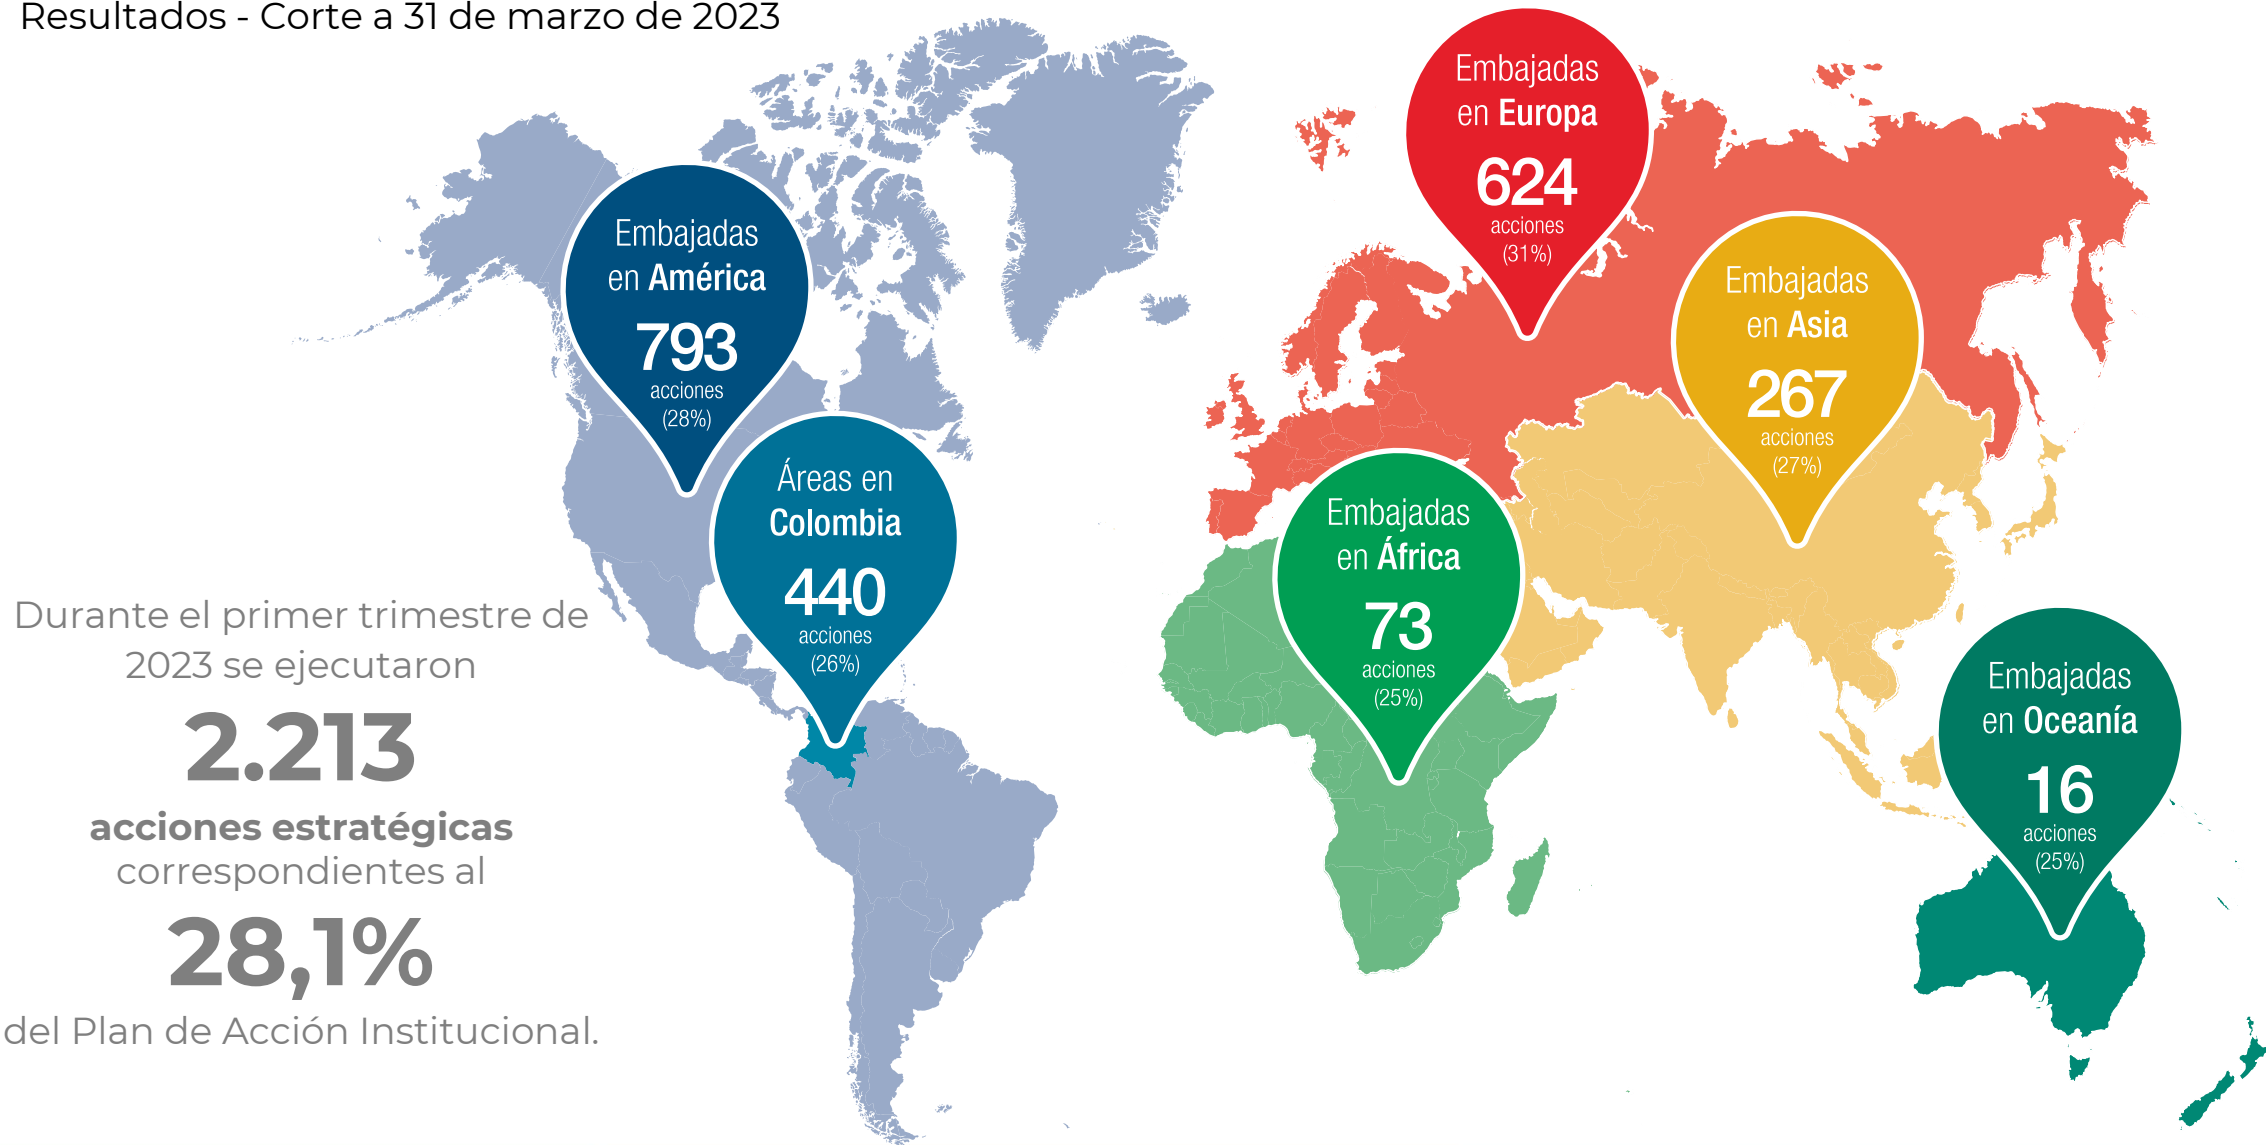 Resultados - Corte a 31 de marzo de 2023
Embajadas
en Europa
624
acciones
(31%)
Embajadas
en América
793
acciones
(28%)
Embajadas
en Asia
267
acciones
(27%)
Áreas en
Colombia
440
acciones
(26%)
Embajadas
en África
73
acciones
(25%)
Embajadas
en Oceanía
16
acciones
(25%)
Durante el primer trimestre de
2023 se ejecutaron
2.213
acciones estratégicas
correspondientes al
28,1%
del Plan de Acción Institucional.